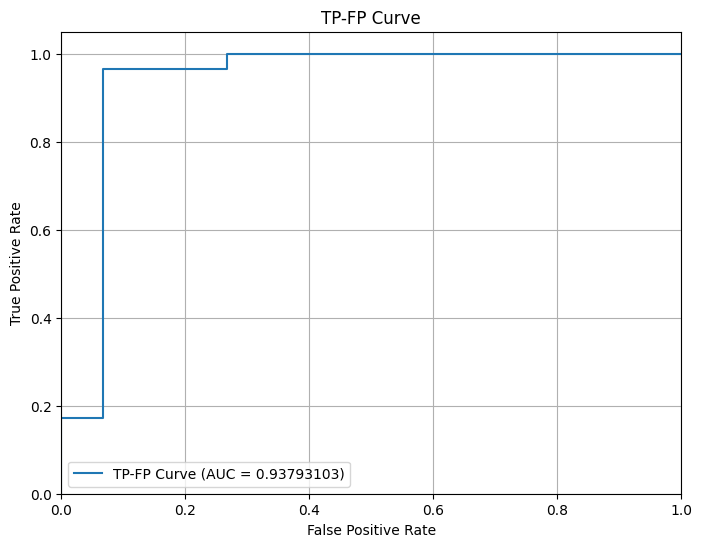 TP-FP Curve
1.0
0.8
0.6
0.4
0.2
0.0
True Positive Rate
TP-FP Curve (AUC = 0.93793103)
0.0 0.2 0.4 0.6 0.8 1.0
False Positive Rate